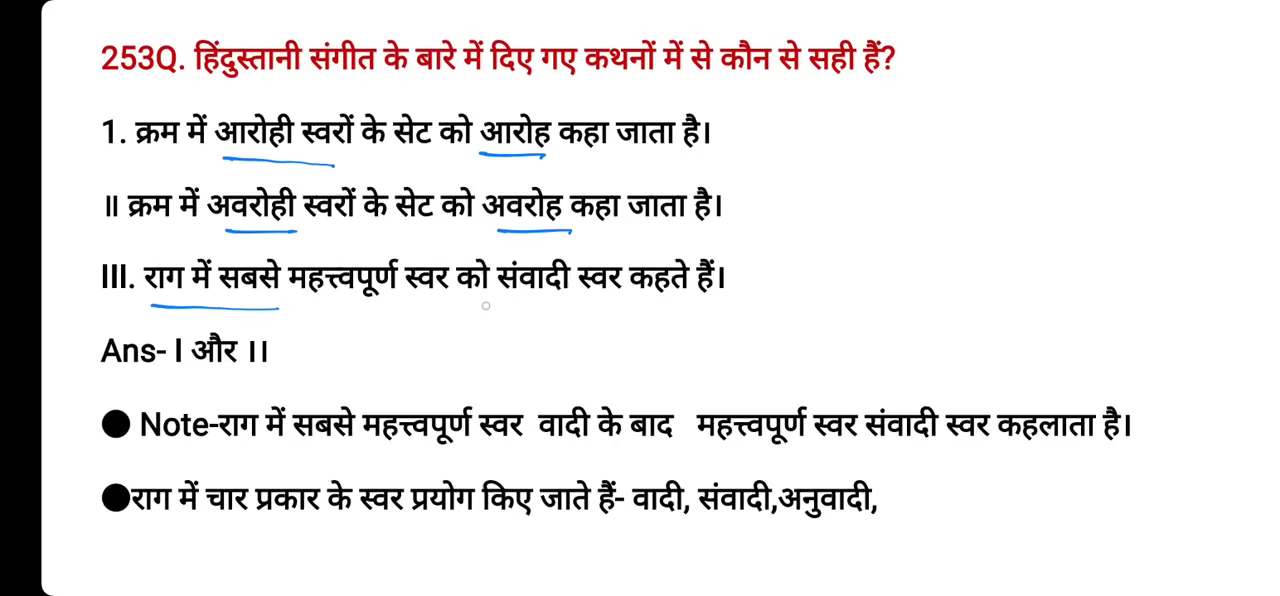 253Q. हिंदुस्तानी संगीत के बारे में दिए गए कथनों में से कौन से सही हैं?
1. क्रम में आरोही स्वरों के सेट को आरोह कहा जाता है।
॥ क्रम में अवरोही स्वरों के सेट को अवरोह कहा जाता है।
III. राग में सबसे महत्त्वपूर्ण स्वर को संवादी स्वर कहते हैं।
Ans- I और ।।
● Note-राग में सबसे महत्त्वपूर्ण स्वर वादी के बाद महत्त्वपूर्ण स्वर संवादी स्वर कहलाता है।
●राग में चार प्रकार के स्वर प्रयोग किए जाते हैं- वादी, संवादी,अनुवादी,